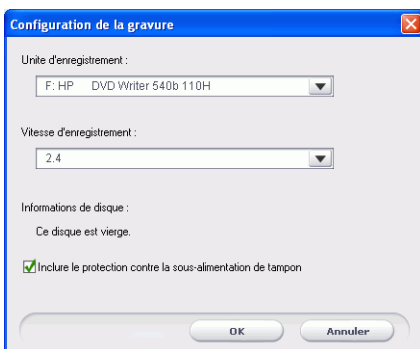 Configuration de la gravure
Unite d'enregistrement :
F: HP DVD Writer 540b 110H
Vitesse d'enregistrement :
2.4
Informations de disque :
Ce disque est vierge.
Inclure le protection contre la sous-alimentation de tampon
OK Annuler